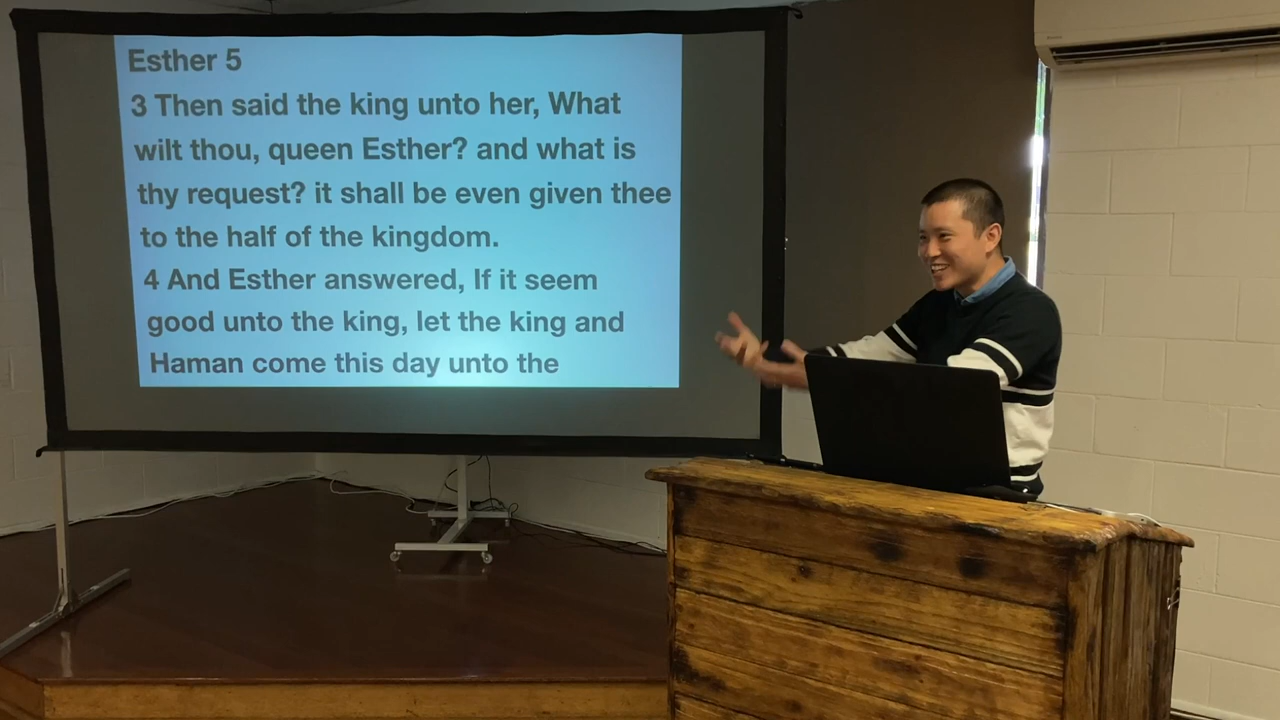 Esther 5
3 Then said the king unto her, What
wilt thou, queen Esther? and what is
thy request? it shall be even given thee
to the half of the kingdom.
4 And Esther answered, If it seem
good unto the king, let the king and
Haman come this day unto the